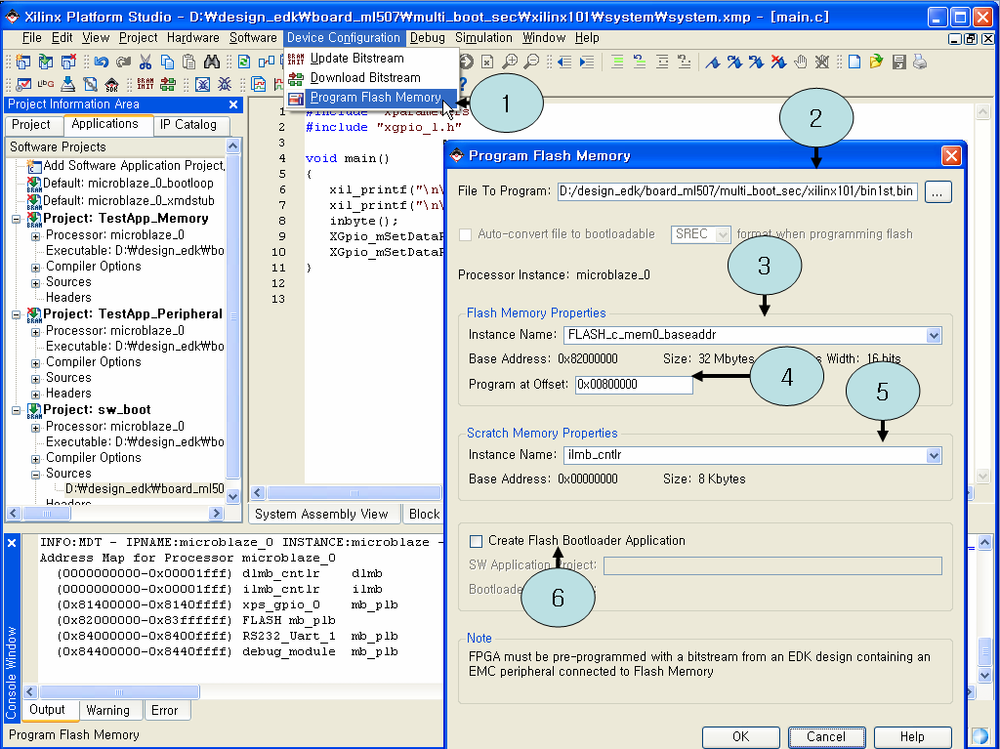 Xilinx Platform Studio - D:₩design_edk₩board_ml507₩multi_boot_sec₩xilinx101₩system₩system.xmp - [main.c]
File Edit View Project Hardware Software Device Configuration Debug Simulation Window Help
Update Bitstream
Download Bitstream
Program Flash Memory
1
2
3
4
5
6
Project Information Area
Project Applications IP Catalog
Software Projects
Add Software Application Project,
Default: microblaze_0_bootloop
Default: microblaze_0_xmdstub
Project: TestApp_Memory
Processor: microblaze_0
Executable: D:₩design_edk₩bo
Compiler Options
Sources
Headers
Project: TestApp_Peripheral
Processor: microblaze_0
Executable: D:₩design_edk₩bo
Compiler Options
Sources
Headers
Project: sw_boot
Processor: microblaze_0
Executable: D:₩design_edk₩bo
Compiler Options
Sources
D:₩design_edk₩board_ml50
Headers
1 #include "xparameters
2 #include "xgpio_l.h"
3
4 void main()
5 {
6 xil_printf("\n\
7 xil_printf("\n\
8 inbyte();
9 XGpio_mSetDataR
10 XGpio_mSetDataR
11 }
12
13
System Assembly View Block
Program Flash Memory
File To Program: D:/design_edk/board_ml507/multi_boot_sec/xilinx101/bin1st,bin ...
Auto-convert file to bootloadable SREC format when programming flash
Processor Instance: microblaze_0
Flash Memory Properties
Instance Name: FLASH_c_mem0_baseaddr
Base Address: 0x82000000 Size: 32 Mbytes Width: 16 bits
Program at Offset: 0x00800000
Scratch Memory Properties
Instance Name: ilmb_cntlr
Base Address: 0x00000000 Size: 8 Kbytes
Create Flash Bootloader Application
SW Application Project:
Bootloade
Note
FPGA must be pre-programmed with a bitstream from an EDK design containing an
EMC peripheral connected to Flash Memory
OK Cancel Help
Console Window
INFO:MDT - IPNAME:microblaze_0 INSTANCE:microblaze -
Address Map for Processor microblaze_0
(0000000000-0x00001fff) dlmb_cntlr dlmb
(0000000000-0x00001fff) ilmb_cntlr ilmb
(0x81400000-0x8140ffff) xps_gpio_0 mb_plb
(0x82000000-0x83ffffff) FLASH mb_plb
(0x84000000-0x8400ffff) RS232_Uart_1 mb_plb
(0x84400000-0x8440ffff) debug_module mb_plb
Output Warning Error
Program Flash Memory